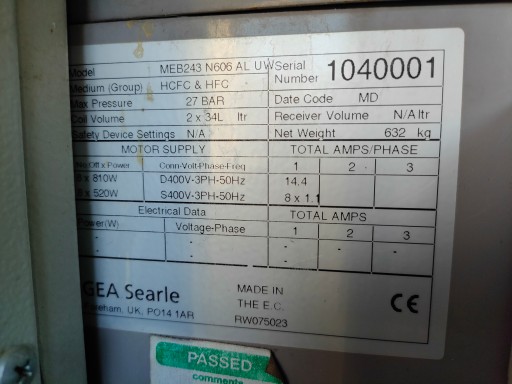 Model MEB243 N606 AL UW Serial Number 1040001
Medium (Group) HCFC & HFC
Max Pressure 27 BAR Date Code MD
Coil Volume 2 x 34L ltr Receiver Volume N/A ltr
Safety Device Settings N/A Net Weight 632 kg
MOTOR SUPPLY TOTAL AMPS/PHASE
x Power Conn-Volt-Phase-Freq 1 2 3
x 810W D400V-3PH-50Hz 14.4
x 520W S400V-3PH-50Hz 8 x 1.1
Electrical Data TOTAL AMPS
Power(W) Voltage-Phase 1 2 3
- - - - -
- - - - -
GEA Searle MADE IN
THE E.C. CE
Fareham, UK, PO14 1AR RW075023
PASSED
comments